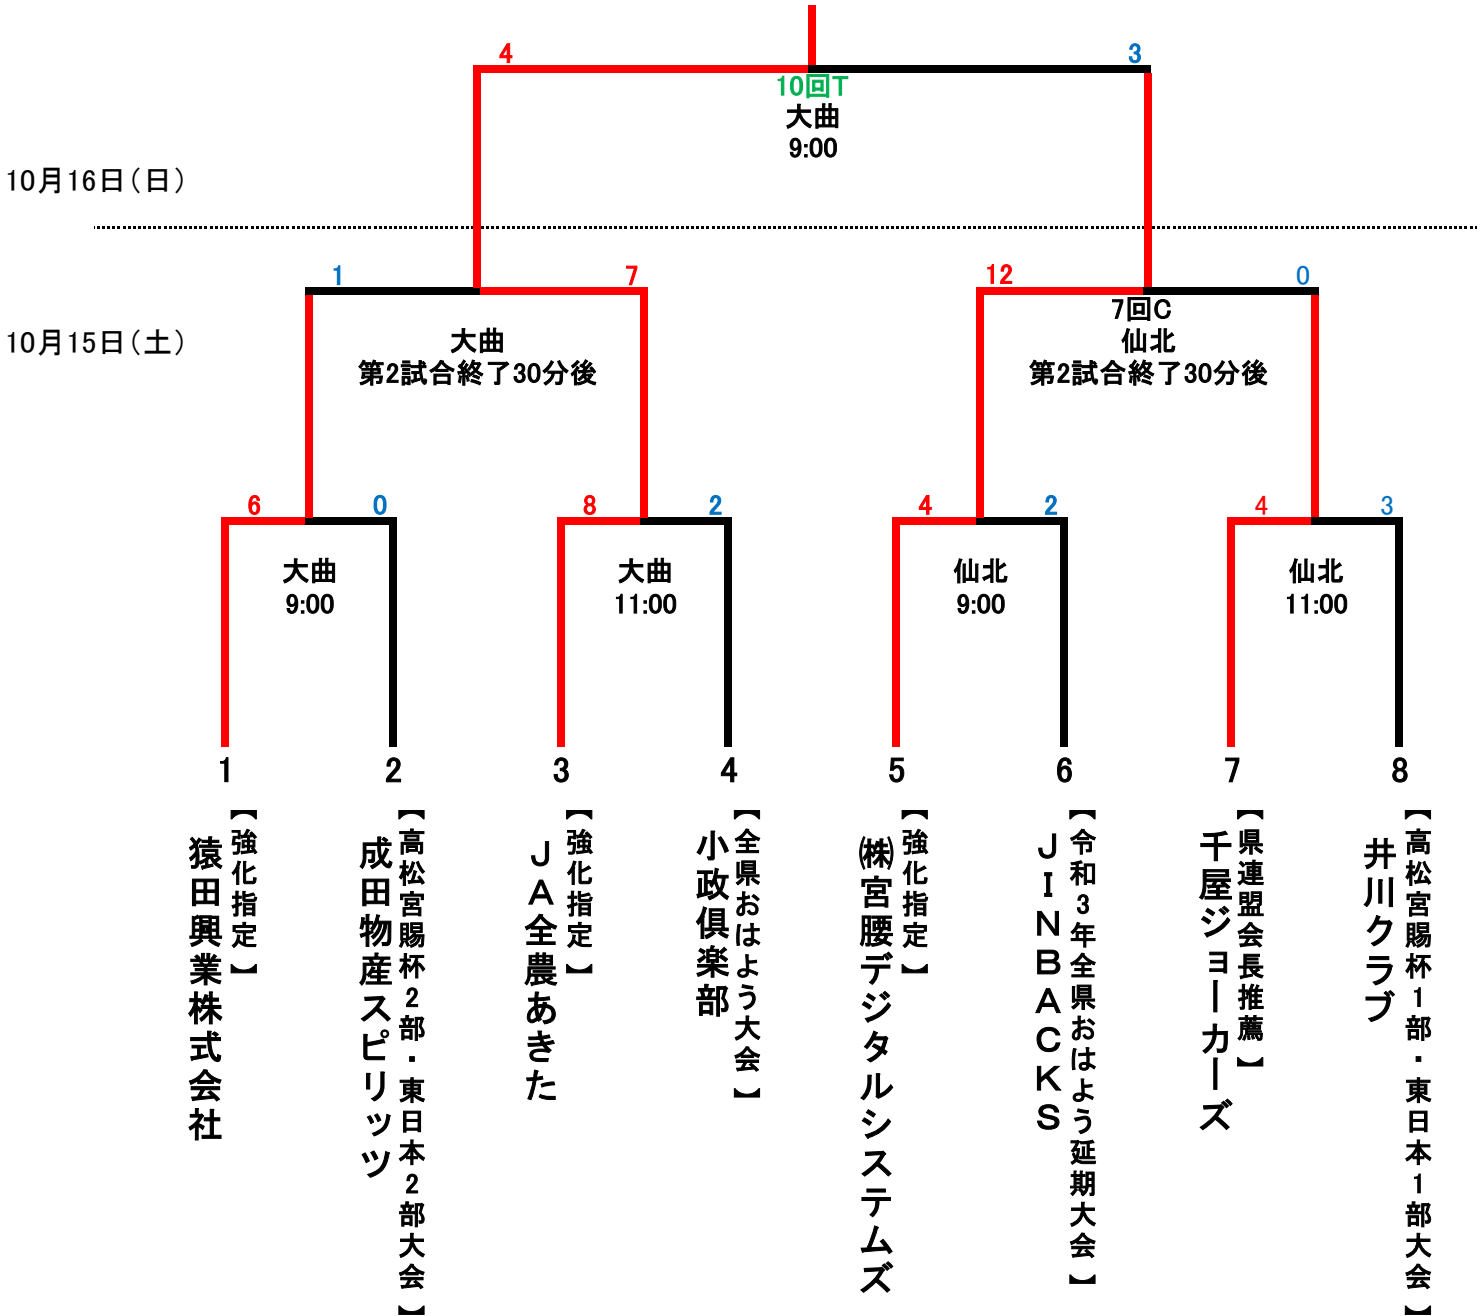 4
3
10回T
大曲
9:00
10月16日(日)
1
7
12
0
7回C
10月15日(土)
大曲
第2試合終了30分後
仙北
第2試合終了30分後
6
0
8
2
4
2
4
3
大曲
9:00
大曲
11:00
仙北
9:00
仙北
11:00
1
2
3
4
5
6
7
8
【強化指定】
猿田興業株式会社
【高松宮賜杯2部・東日本2部大会】
成田物産スピリッツ
【強化指定】
JA全農あきた
【全県おはよう大会】
小政倶楽部
【強化指定】
㈱宮腰デジタルシステムズ
【令和3年全県おはよう延期大会】
JINBACKS
【県連盟会長推薦】
千屋ジョーカーズ
【高松宮賜杯1部・東日本1部大会】
井川クラブ